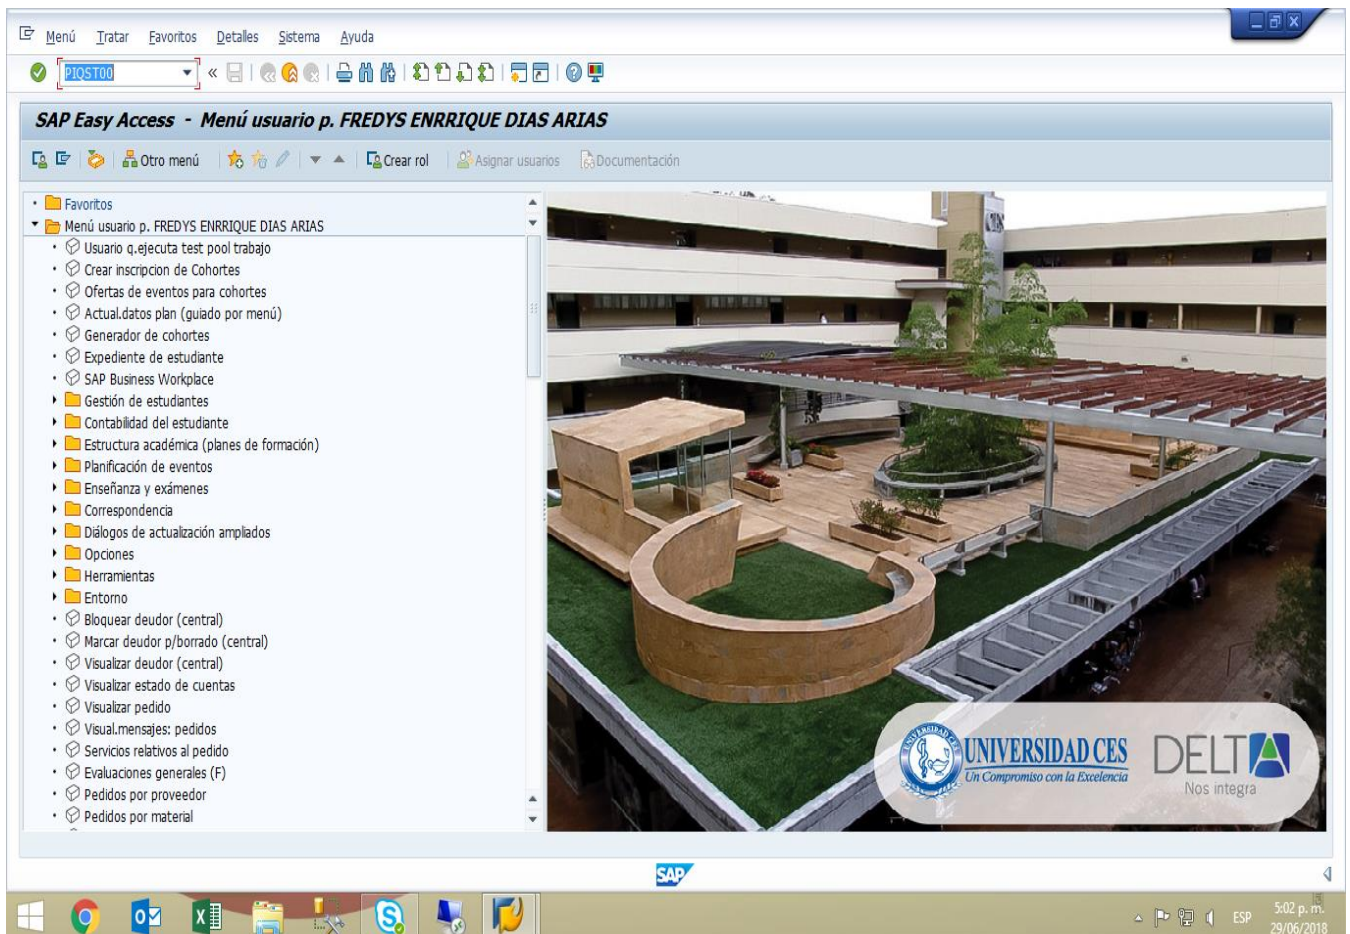 Menú Tratar Favoritos Detalles Sistema Ayuda
PIQST00
SAP Easy Access - Menú usuario p. FREDYS ENRRIQUE DIAS ARIAS
Otro menú Crear rol Asignar usuarios Documentación
Favoritos
Menú usuario p. FREDYS ENRRIQUE DIAS ARIAS
Usuario q.ejecuta test pool trabajo
Crear inscripcion de Cohortes
Ofertas de eventos para cohortes
Actual.datos plan (guiado por menú)
Generador de cohortes
Expediente de estudiante
SAP Business Workplace
Gestión de estudiantes
Contabilidad del estudiante
Estructura académica (planes de formación)
Planificación de eventos
Enseñanza y exámenes
Correspondencia
Diálogos de actualización ampliados
Opciones
Herramientas
Entorno
Bloquear deudor (central)
Marcar deudor p/borrado (central)
Visualizar deudor (central)
Visualizar estado de cuentas
Visualizar pedido
Visual.mensajes: pedidos
Servicios relativos al pedido
Evaluaciones generales (F)
Pedidos por proveedor
Pedidos por material
UNIVERSIDAD CES
Un Compromiso con la Excelencia
DELTA
Nos integra
SAP
ESP
5:02 p. m.
29/06/2018